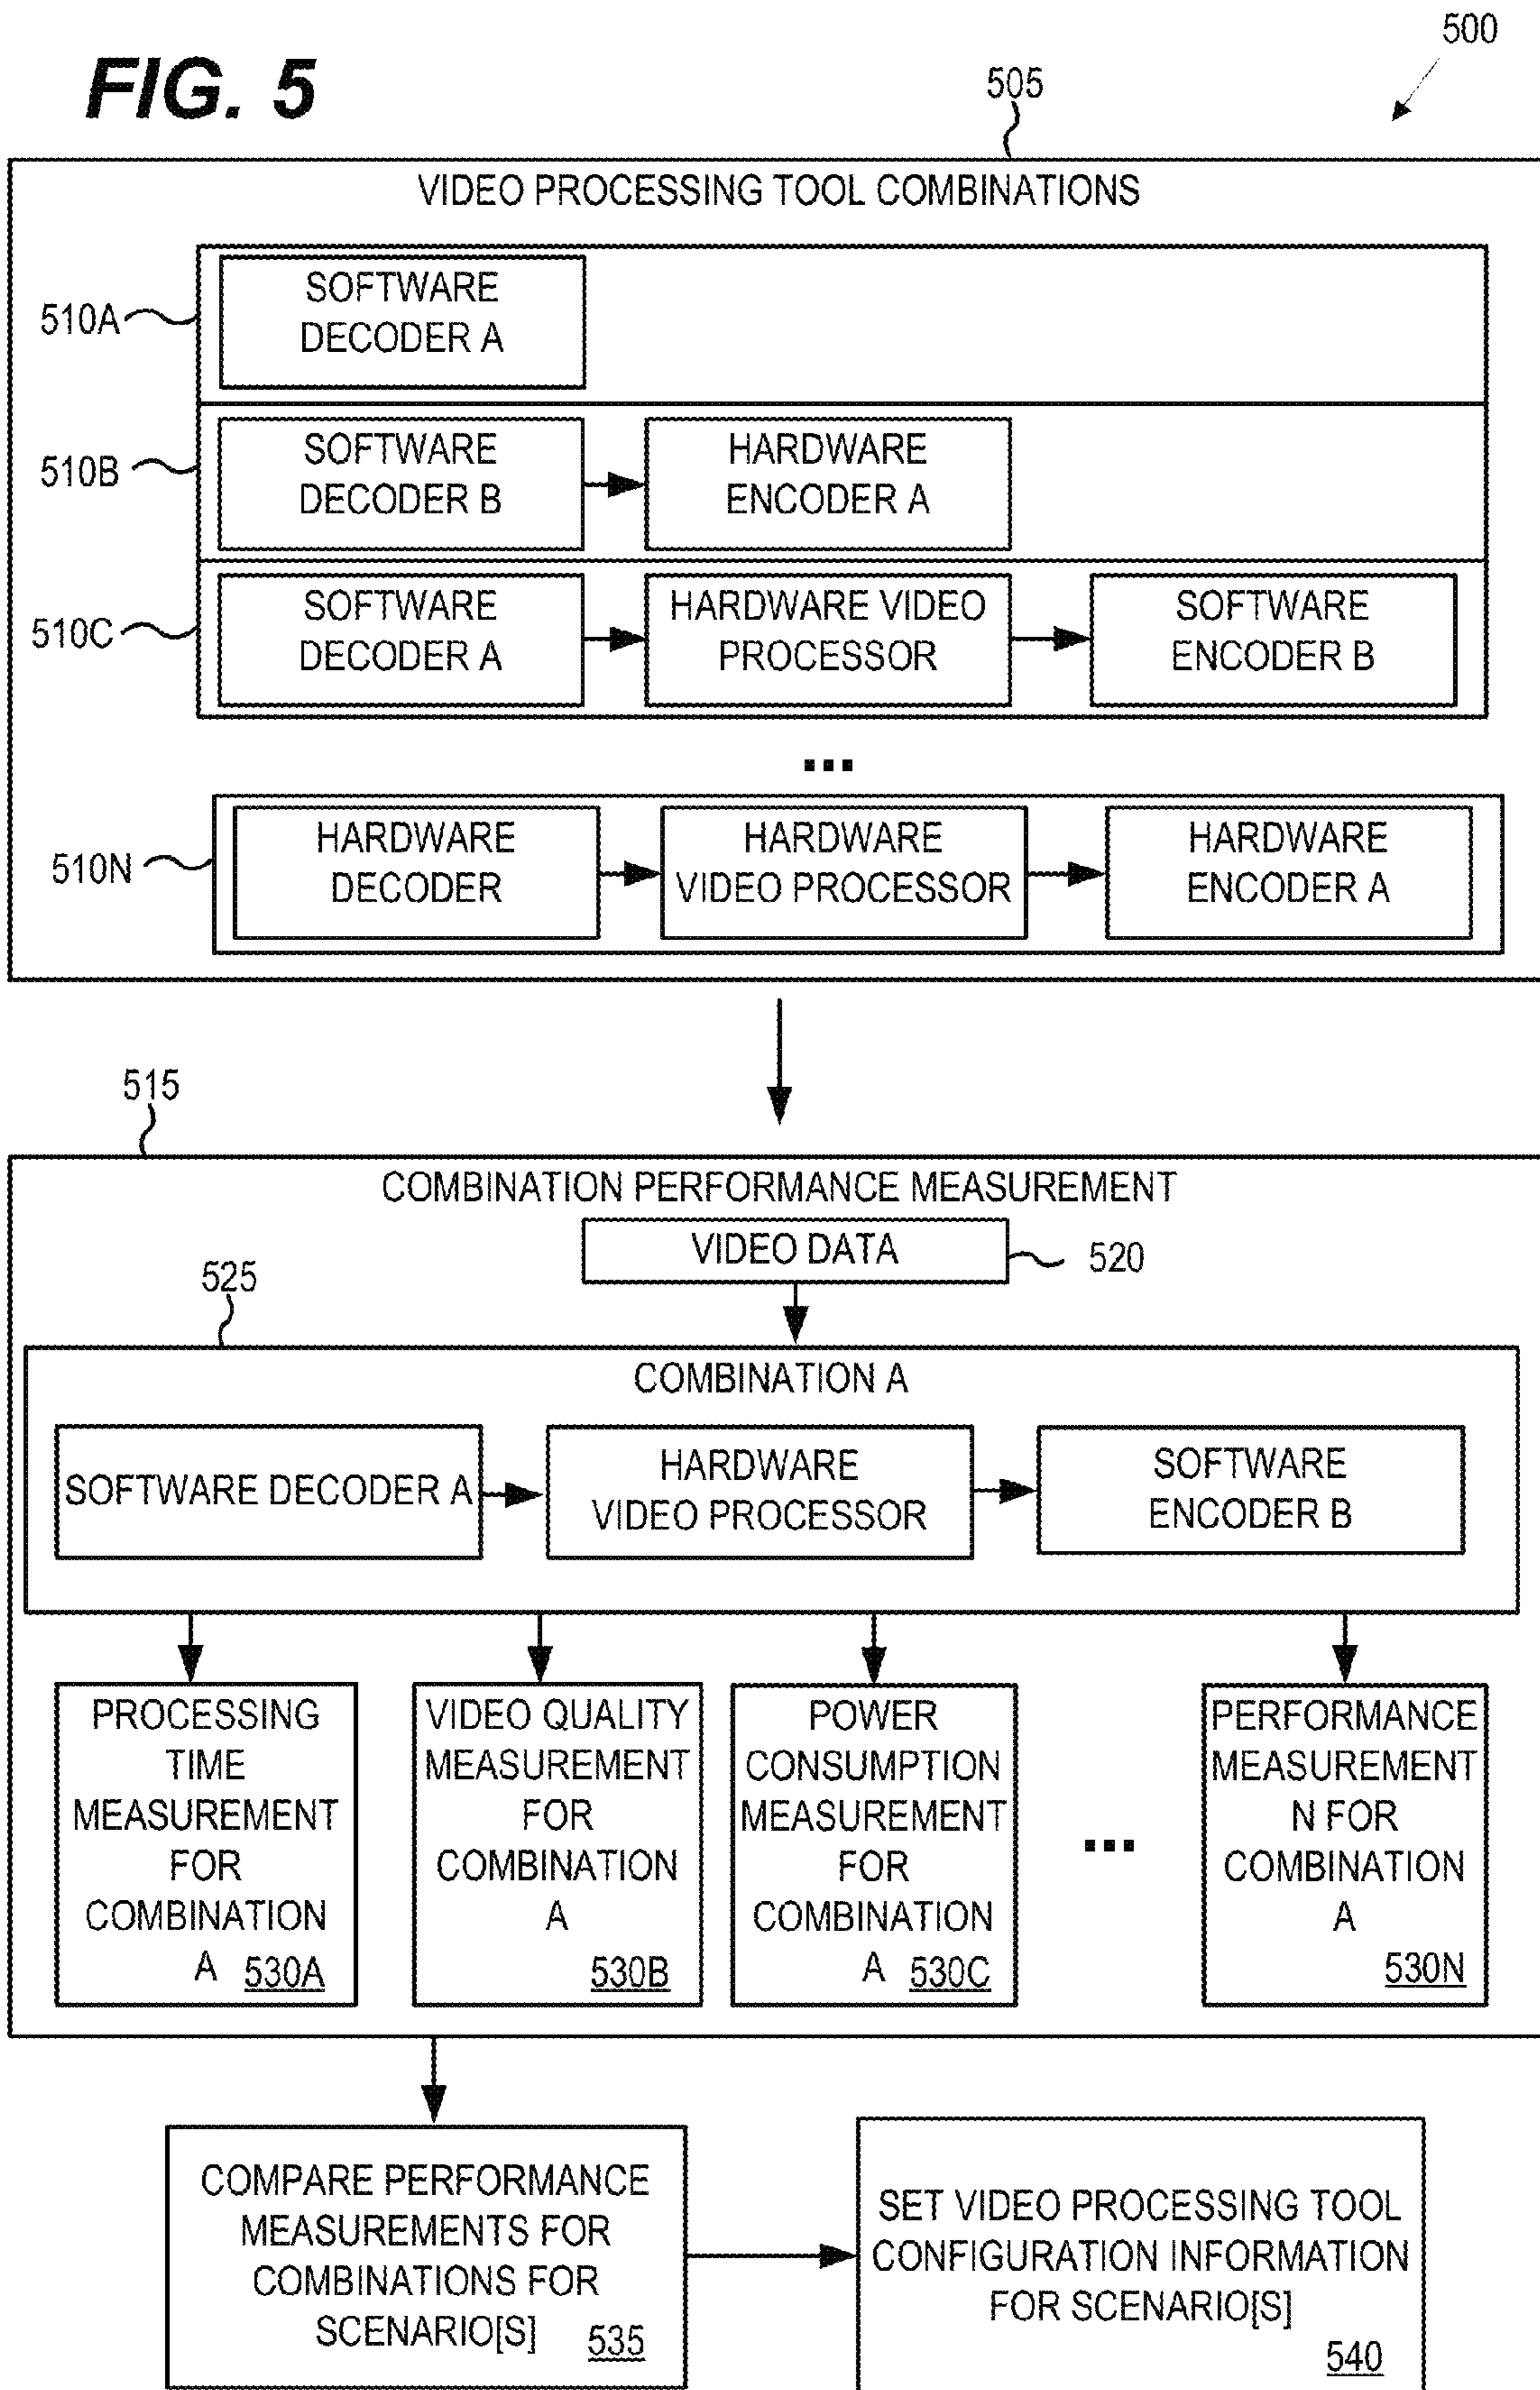 FIG. 5
500
505
VIDEO PROCESSING TOOL COMBINATIONS
510A
SOFTWARE
DECODER A
510B
SOFTWARE
DECODER B
HARDWARE
ENCODER A
510C
SOFTWARE
DECODER A
HARDWARE VIDEO
PROCESSOR
SOFTWARE
ENCODER B
...
510N
HARDWARE
DECODER
HARDWARE
VIDEO PROCESSOR
HARDWARE
ENCODER A
515
COMBINATION PERFORMANCE MEASUREMENT
VIDEO DATA
520
525
COMBINATION A
SOFTWARE DECODER A
HARDWARE
VIDEO PROCESSOR
SOFTWARE
ENCODER B
PROCESSING
TIME
MEASUREMENT
FOR
COMBINATION
A 530A
VIDEO QUALITY
MEASUREMENT
FOR
COMBINATION
A
530B
POWER
CONSUMPTION
MEASUREMENT
FOR
COMBINATION
A 530C
...
PERFORMANCE
MEASUREMENT
N FOR
COMBINATION
A
530N
COMPARE PERFORMANCE
MEASUREMENTS FOR
COMBINATIONS FOR
SCENARIO[S] 535
SET VIDEO PROCESSING TOOL
CONFIGURATION INFORMATION
FOR SCENARIO[S]
540